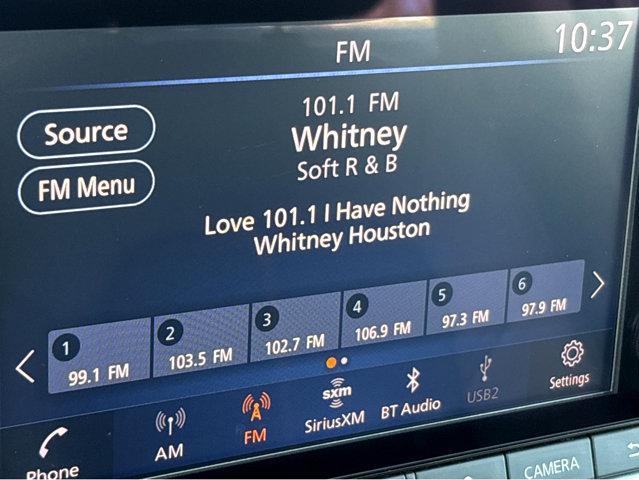 FM
10:37
Source
FM Menu
101.1 FM
Whitney
Soft R & B
Love 101.1 I Have Nothing
Whitney Houston
1
99.1 FM
2
103.5 FM
3
102.7 FM
4
106.9 FM
5
97.3 FM
6
97.9 FM
Phone
AM
FM
sxm
SiriusXM
BT Audio
USB2
Settings
CAMERA